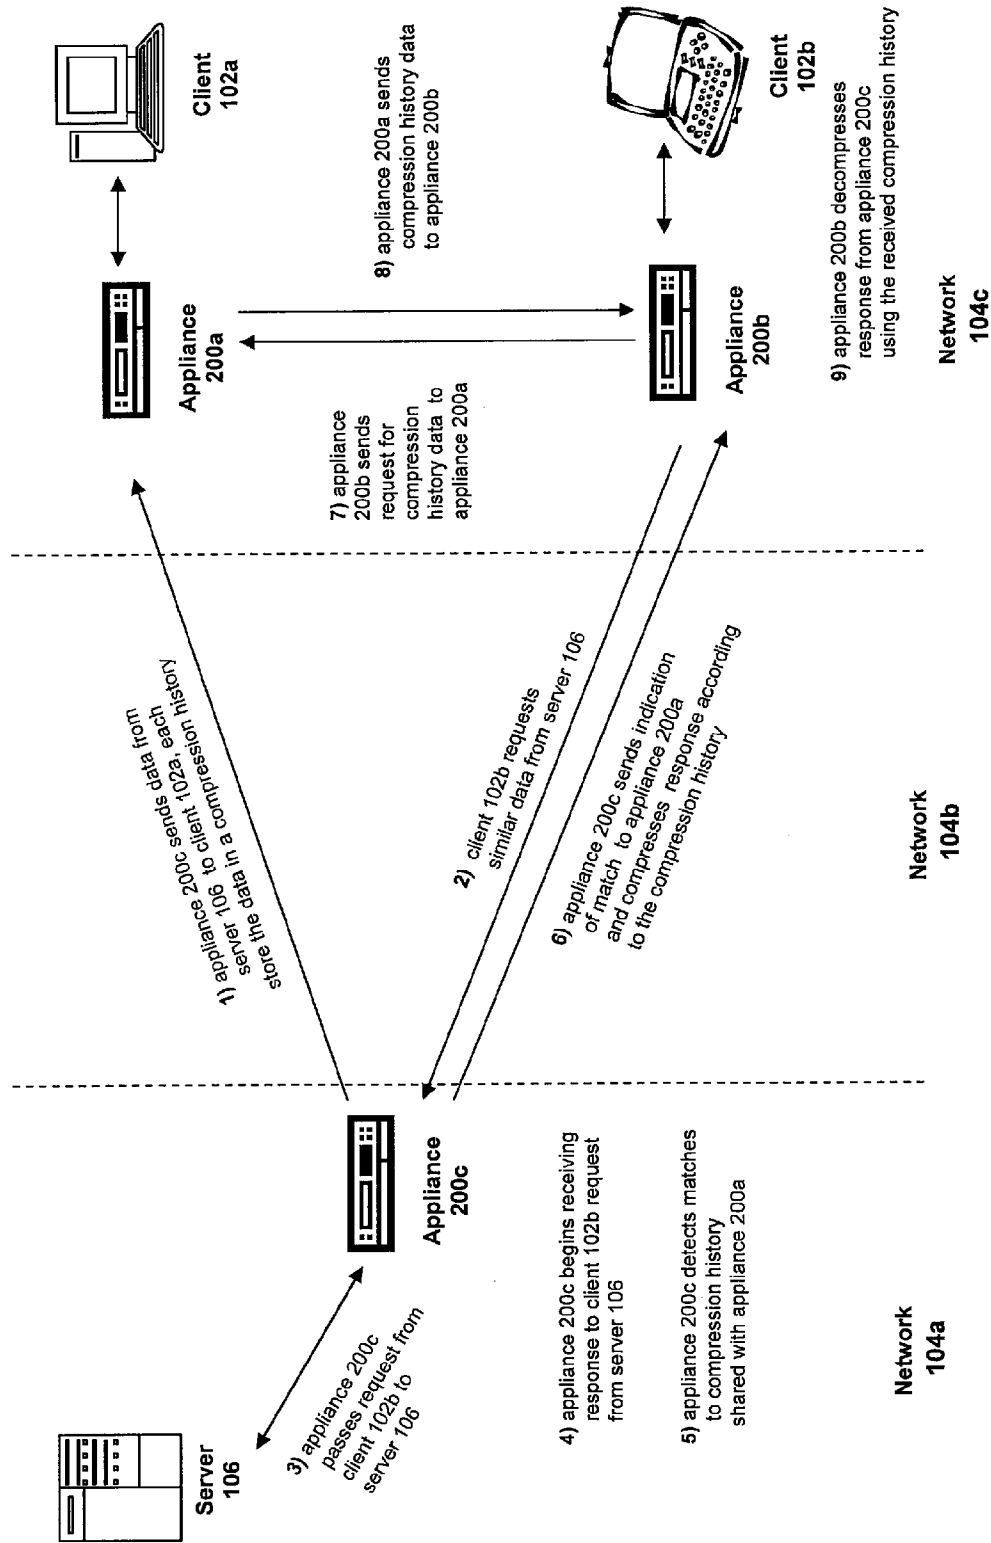 Server
106
3) appliance 200c
passes request from
client 102b to
server 106
Appliance
200c
4) appliance 200c begins receiving
response to client 102b request
from server 106
5) appliance 200c detects matches
to compression history
shared with appliance 200a
Network
104a
1) appliance 200c sends data from
server 106 to client 102a, each
store the data in a compression history
2) client 102b requests
similar data from server 106
6) appliance 200c sends indication
of match to appliance 200a
and compresses response according
to the compression history
Network
104b
Appliance
200a
Client
102a
7) appliance
200b sends
request for
compression
history data to
appliance 200a
8) appliance 200a sends
compression history data
to appliance 200b
Appliance
200b
Client
102b
9) appliance 200b decompresses
response from appliance 200c
using the received compression history
Network
104c